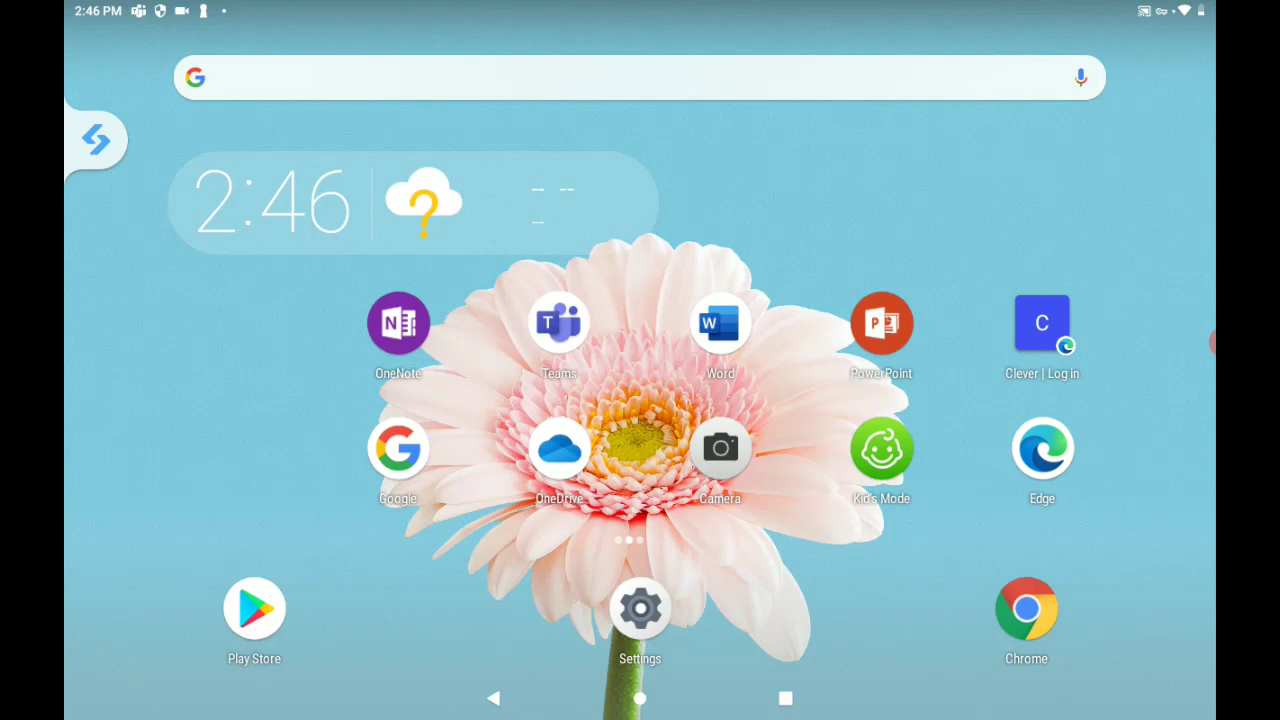 2:46 PM
2:46
-- --
--
OneNote
Teams
Word
PowerPoint
C
Clever | Log in
Google
OneDrive
Camera
Kid's Mode
Edge
Play Store
Settings
Chrome